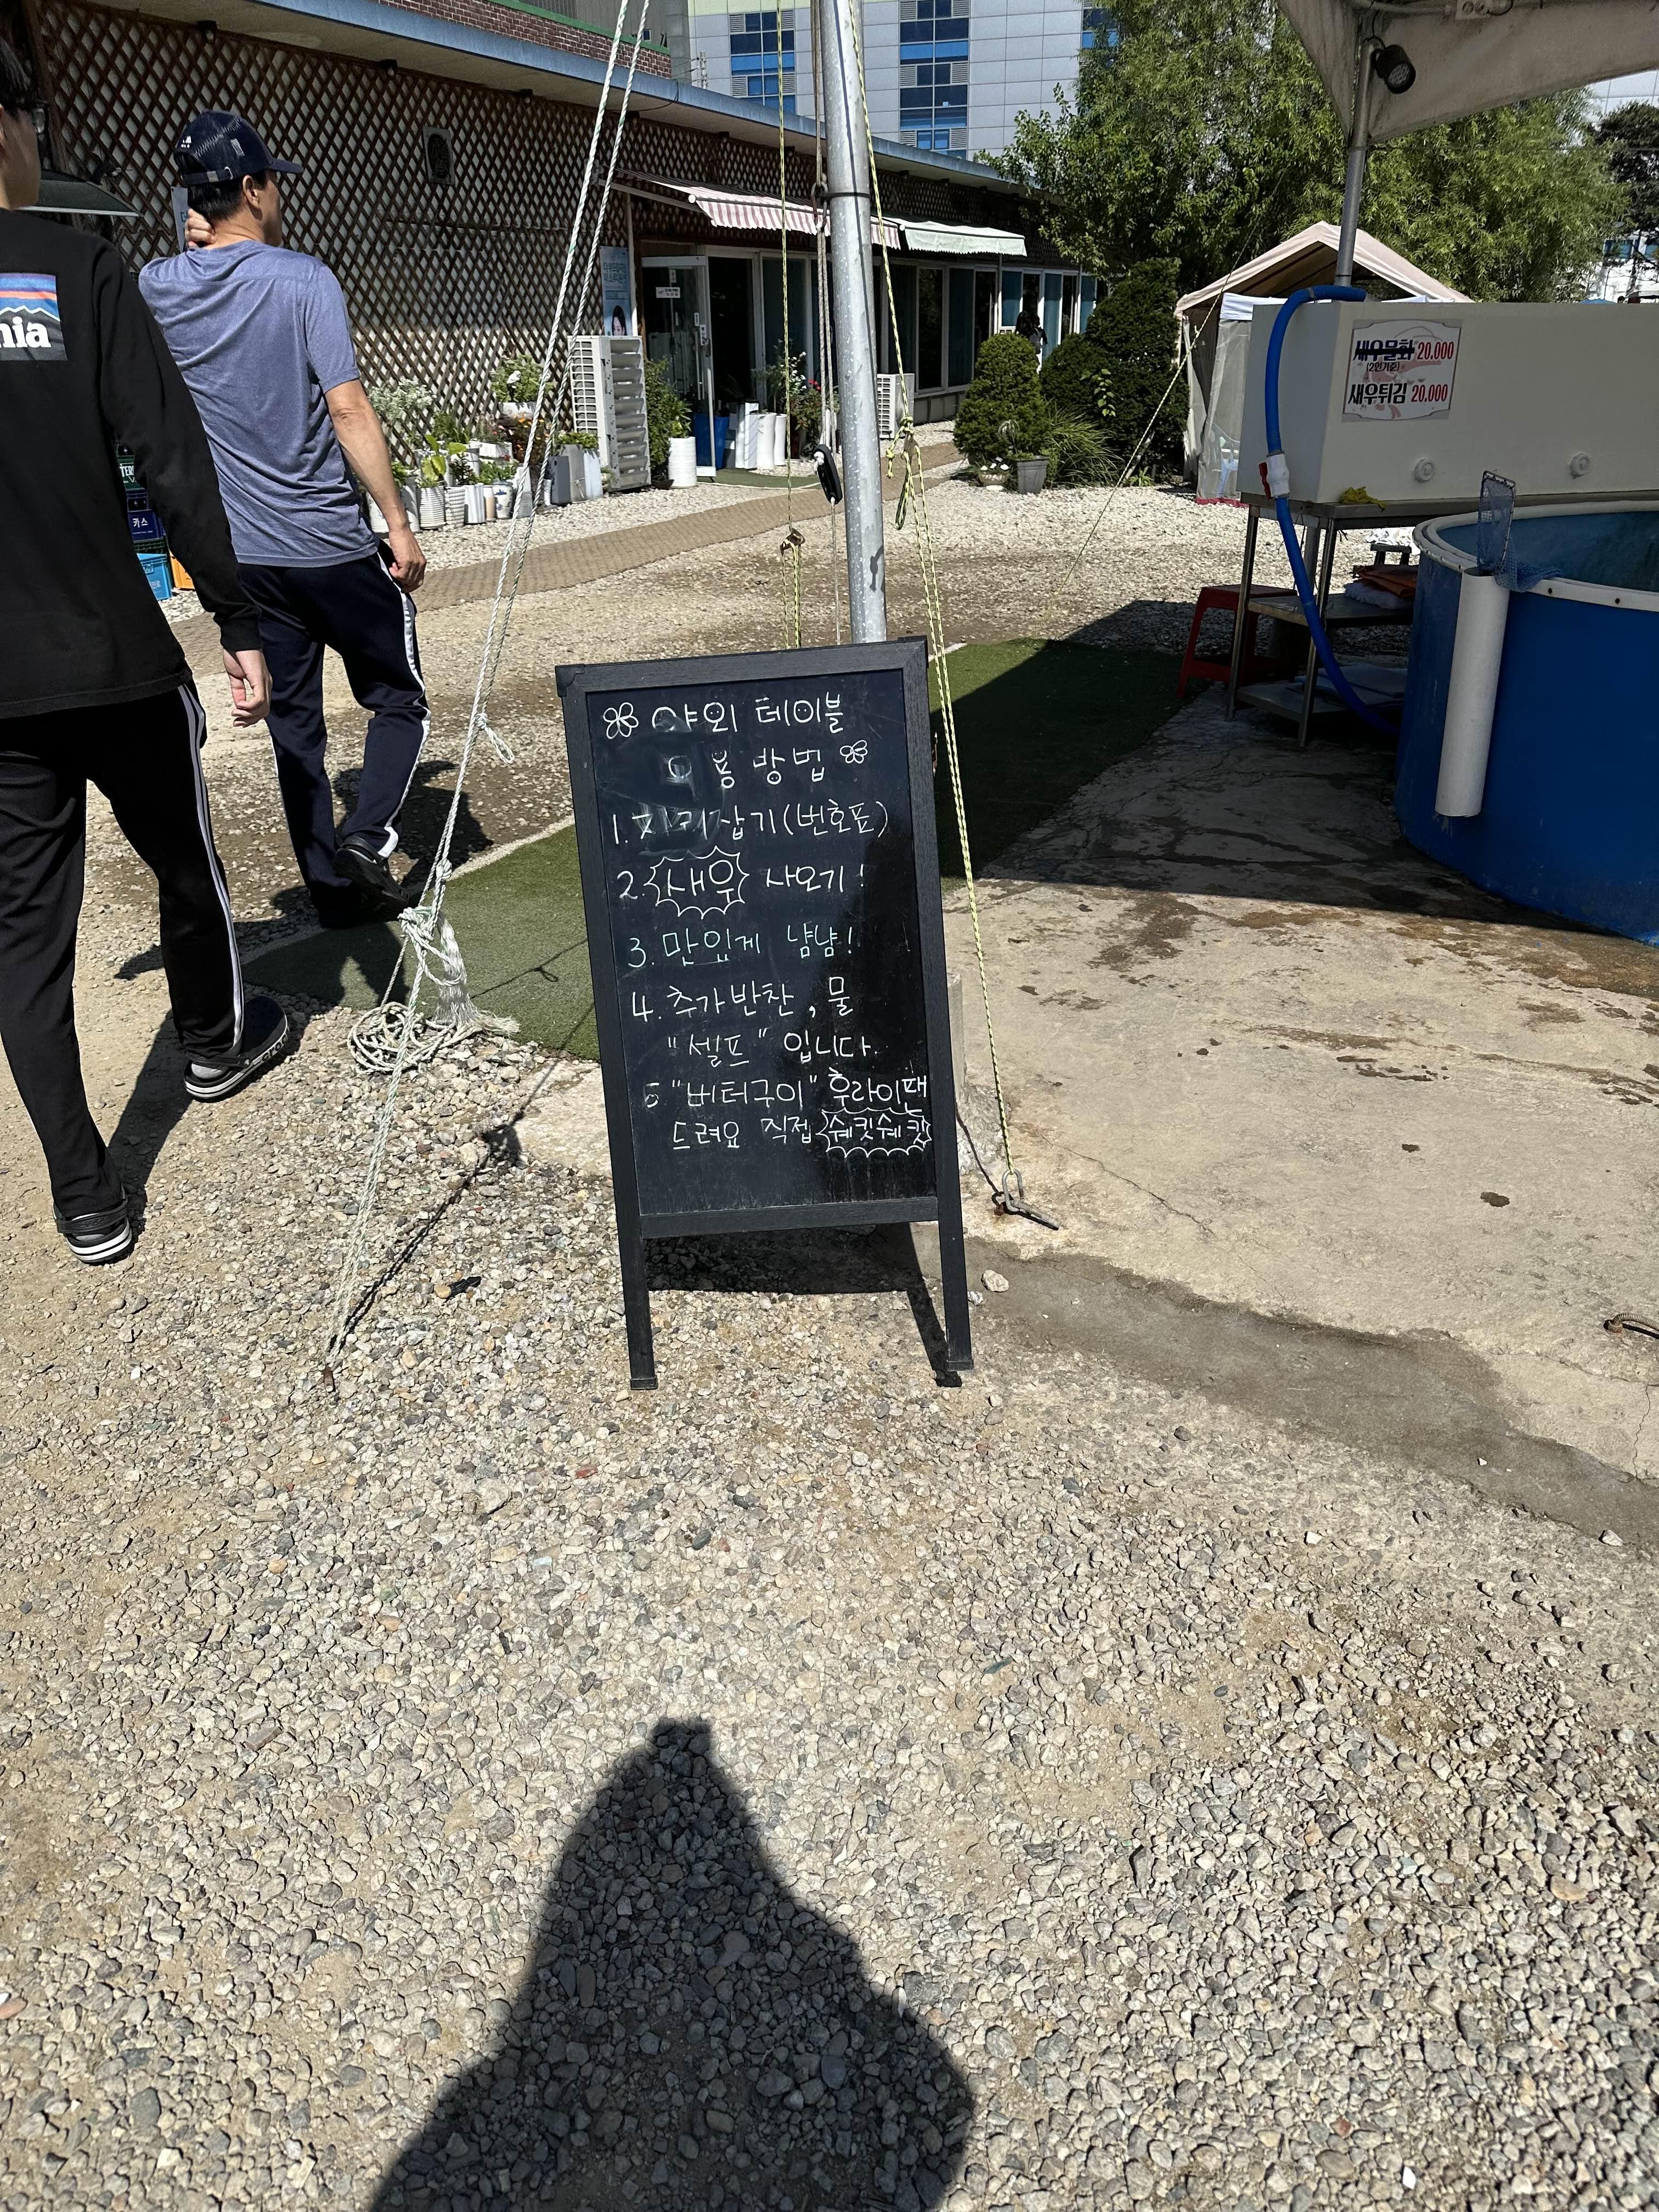 nia
카스
새우물회 20.000
(2인기준)
새우튀김 20.000
야외 테이블
이용 방법
1. 자리잡기(번호표)
2. 새우 사오기!
3. 맛있게 냠냠!
4. 추가반찬, 물
"셀프" 입니다.
5 "버터구이" 후라이팬
드려요 직접 쉐킷쉐킷